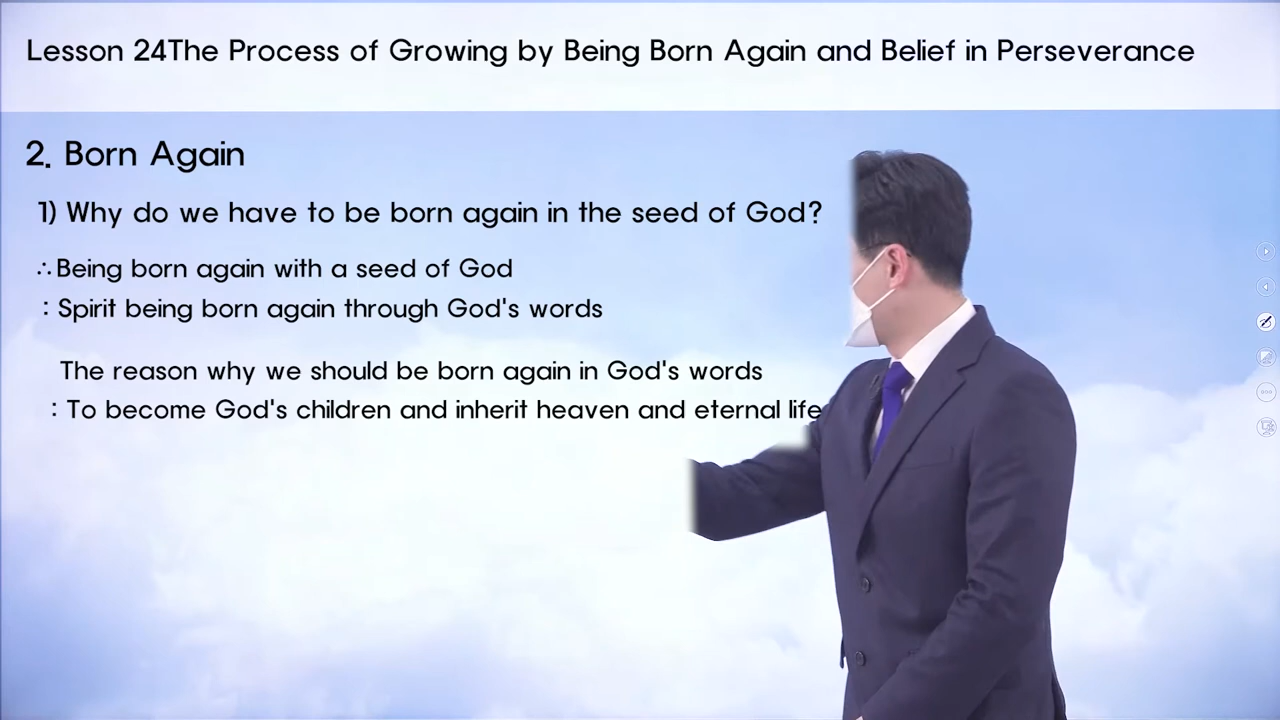 Lesson 24The Process of Growing by Being Born Again and Belief in Perseverance
2. Born Again
1) Why do we have to be born again in the seed of God?
∴Being born again with a seed of God
: Spirit being born again through God's words
The reason why we should be born again in God's words
: To become God's children and inherit heaven and eternal life